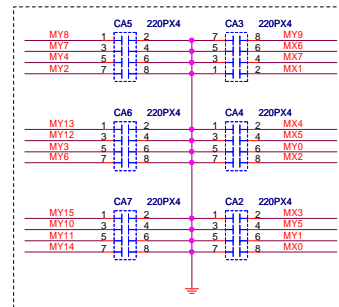 CA5 220PX4 CA3 220PX4
MY8 1 2 7 8 MY9
MY7 3 4 5 6 MX6
MY4 5 6 3 4 MX7
MY2 7 8 1 2 MX1
CA6 220PX4 CA4 220PX4
MY13 1 2 1 2 MX4
MY12 3 4 3 4 MX5
MY3 5 6 5 6 MY0
MY6 7 8 7 8 MX2
CA7 220PX4 CA2 220PX4
MY15 1 2 1 2 MX3
MY10 3 4 3 4 MY5
MY11 5 6 5 6 MY1
MY14 7 8 7 8 MX0